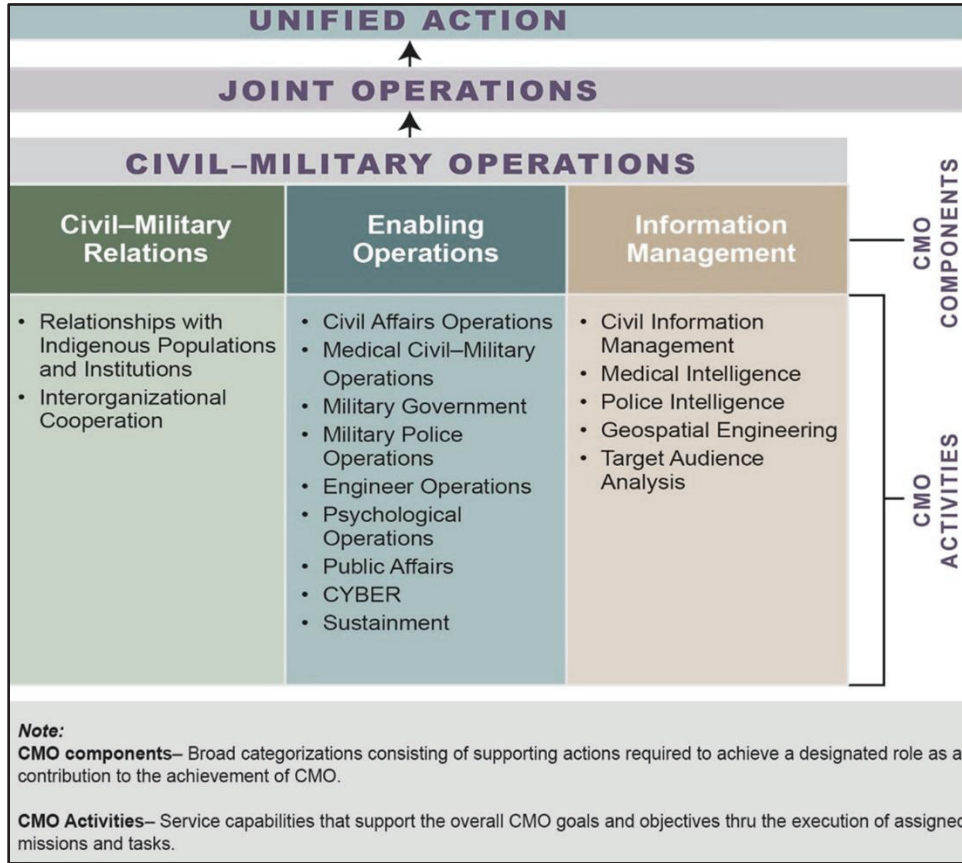 UNIFIED ACTION
JOINT OPERATIONS
CIVIL–MILITARY OPERATIONS
Civil–Military
Relations
Enabling
Operations
Information
Management
CMO
COMPONENTS
• Relationships with
Indigenous Populations
and Institutions
• Interorganizational
Cooperation
• Civil Affairs Operations
• Medical Civil–Military
Operations
• Military Government
• Military Police
Operations
• Engineer Operations
• Psychological
Operations
• Public Affairs
• CYBER
• Sustainment
• Civil Information
Management
• Medical Intelligence
• Police Intelligence
• Geospatial Engineering
• Target Audience
Analysis
CMO
ACTIVITIES
Note:
CMO components– Broad categorizations consisting of supporting actions required to achieve a designated role as a
contribution to the achievement of CMO.
CMO Activities– Service capabilities that support the overall CMO goals and objectives thru the execution of assigned
missions and tasks.